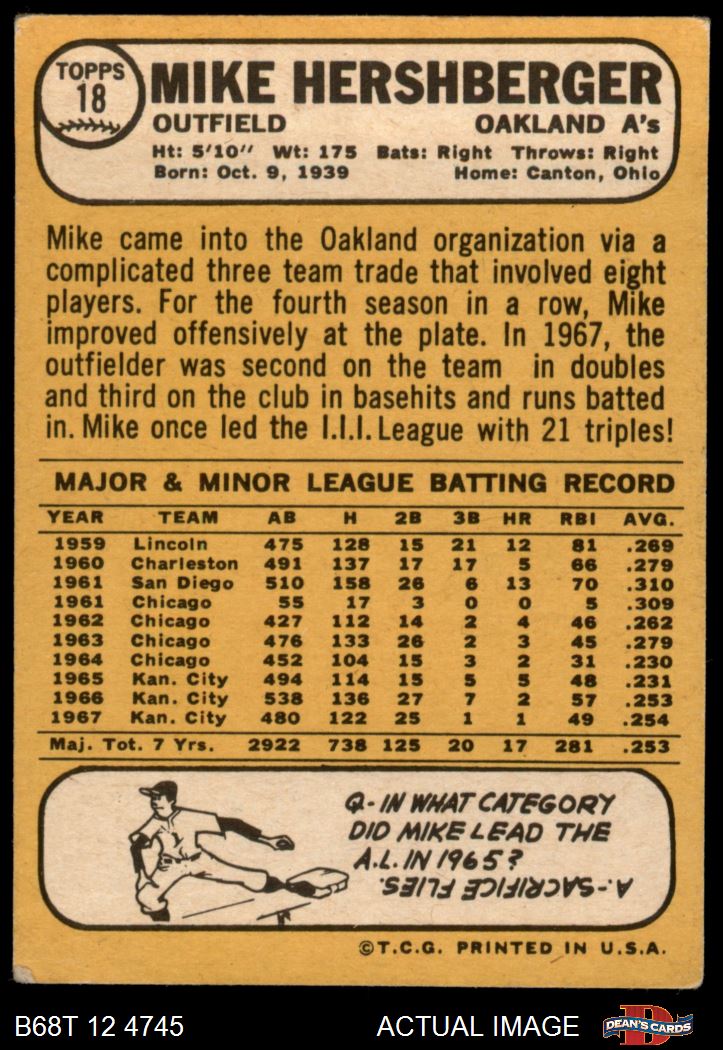 TOPPS
18
MIKE HERSHBERGER
OUTFIELD OAKLAND A's
Ht: 5'10" Wt: 175 Bats: Right Throws: Right
Born: Oct. 9, 1939 Home: Canton, Ohio
Mike came into the Oakland organization via a
complicated three team trade that involved eight
players. For the fourth season in a row, Mike
improved offensively at the plate. In 1967, the
outfielder was second on the team in doubles
and third on the club in basehits and runs batted
in. Mike once led the I.I.I. League with 21 triples!
MAJOR & MINOR LEAGUE BATTING RECORD
YEAR TEAM AB H 2B 3B HR RBI AVG.
1959 Lincoln 475 128 15 21 12 81 .269
1960 Charleston 491 137 17 17 5 66 .279
1961 San Diego 510 158 26 6 13 70 .310
1961 Chicago 55 17 3 0 0 5 .309
1962 Chicago 427 112 14 2 4 46 .262
1963 Chicago 476 133 26 2 3 45 .279
1964 Chicago 452 104 15 3 2 31 .230
1965 Kan. City 494 114 15 5 5 48 .231
1966 Kan. City 538 136 27 7 2 57 .253
1967 Kan. City 480 122 25 1 1 49 .254
Maj. Tot. 7 Yrs. 2922 738 125 20 17 281 .253
Q- IN WHAT CATEGORY
DID MIKE LEAD THE
A.L. IN 1965?
A.- SACRIFICE FLIES.
©T.C.G. PRINTED IN U.S.A.
B68T 12 4745 ACTUAL IMAGE D DEAN'S CARDS